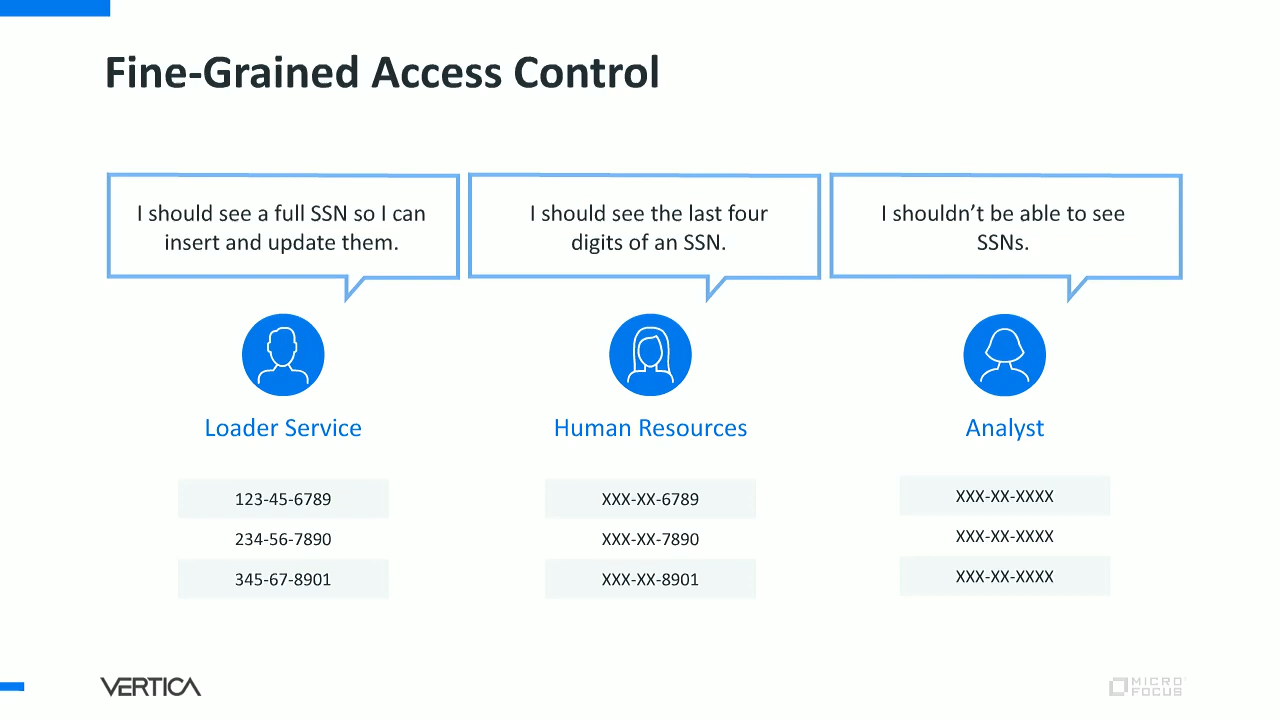 Fine-Grained Access Control
I should see a full SSN so I can
insert and update them.
I should see the last four
digits of an SSN.
I shouldn’t be able to see
SSNs.
Loader Service
Human Resources
Analyst
123-45-6789
234-56-7890
345-67-8901
XXX-XX-6789
XXX-XX-7890
XXX-XX-8901
XXX-XX-XXXX
XXX-XX-XXXX
XXX-XX-XXXX
VERTICA
MICRO
FOCUS